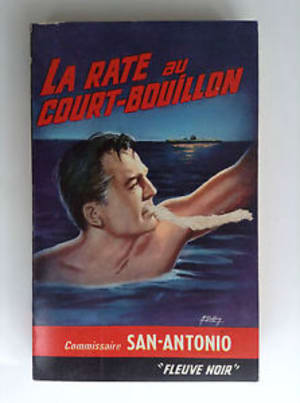 LA RATE au
COURT-BOUILLON
Commissaire SAN-ANTONIO
"FLEUVE NOIR"